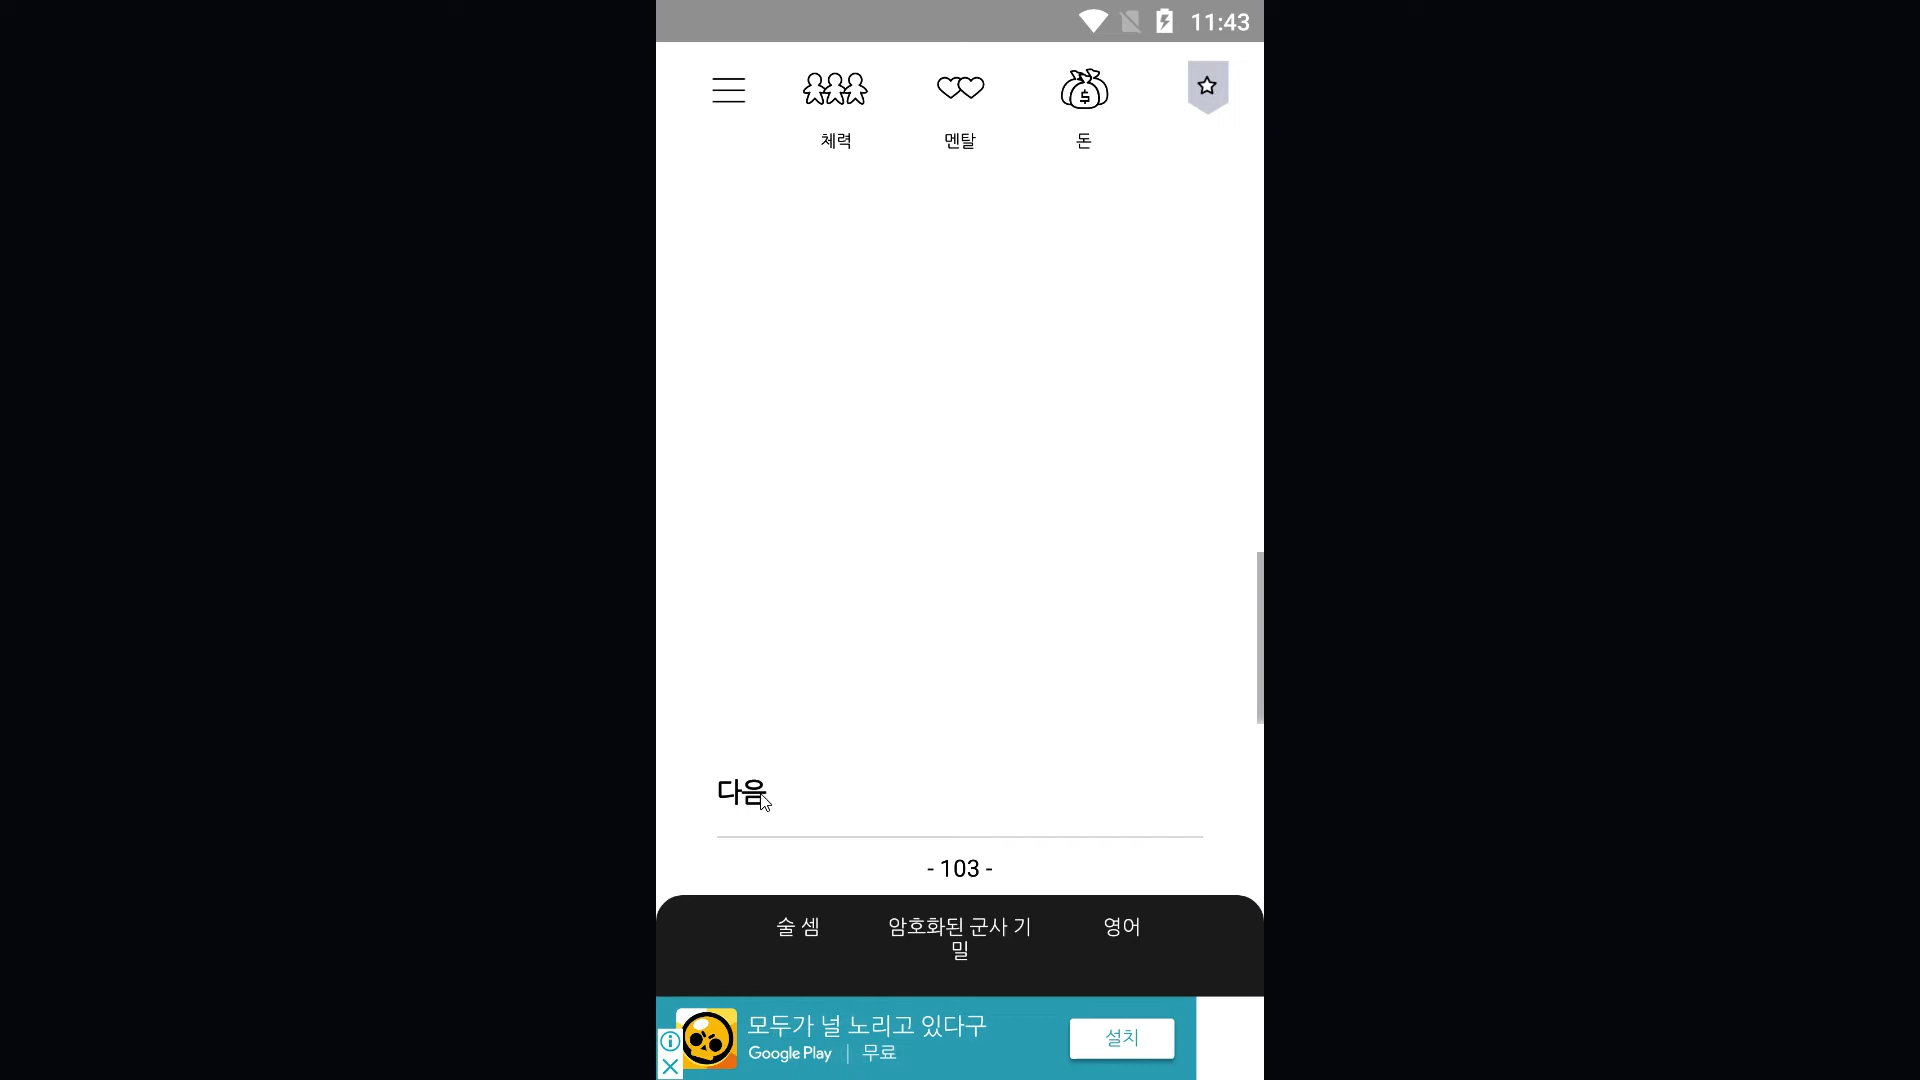 11:43
체력 멘탈 돈
다음
- 103 -
술 셈 암호화된 군사 기밀 영어
모두가 널 노리고 있다구
Google Play | 무료
설치